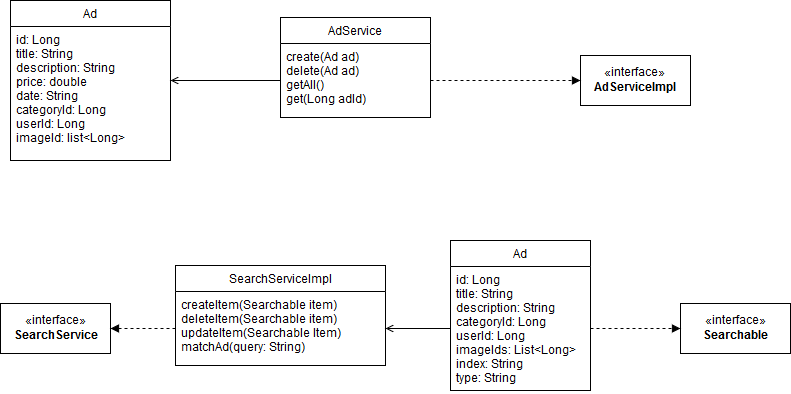 Ad
id: Long
title: String
description: String
price: double
date: String
categoryId: Long
userId: Long
imageId: list<Long>
AdService
create(Ad ad)
delete(Ad ad)
getAll()
get(Long adId)
«interface»
AdServiceImpl
«interface»
SearchService
SearchServiceImpl
createItem(Searchable item)
deleteItem(Searchable item)
updateItem(Searchable Item)
matchAd(query: String)
Ad
id: Long
title: String
description: String
categoryId: Long
userId: Long
imageIds: List<Long>
index: String
type: String
«interface»
Searchable